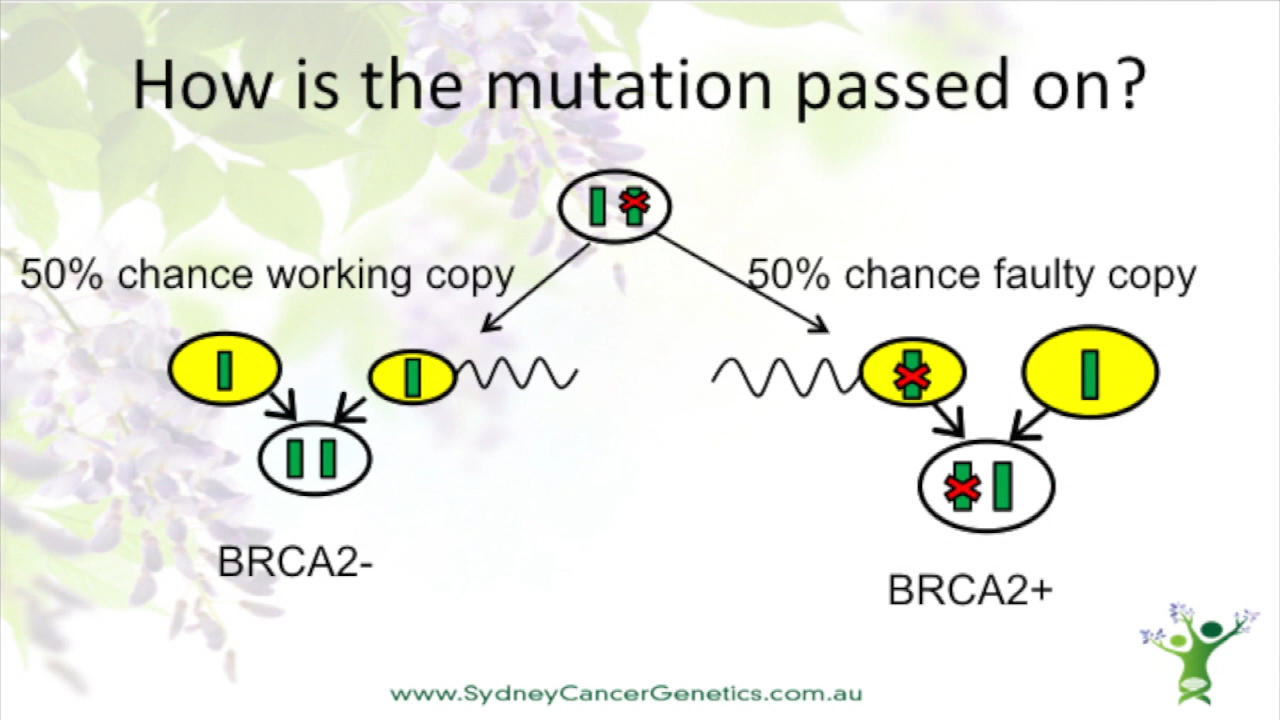 How is the mutation passed on?
50% chance working copy
50% chance faulty copy
BRCA2-
BRCA2+
www.SydneyCancerGenetics.com.au